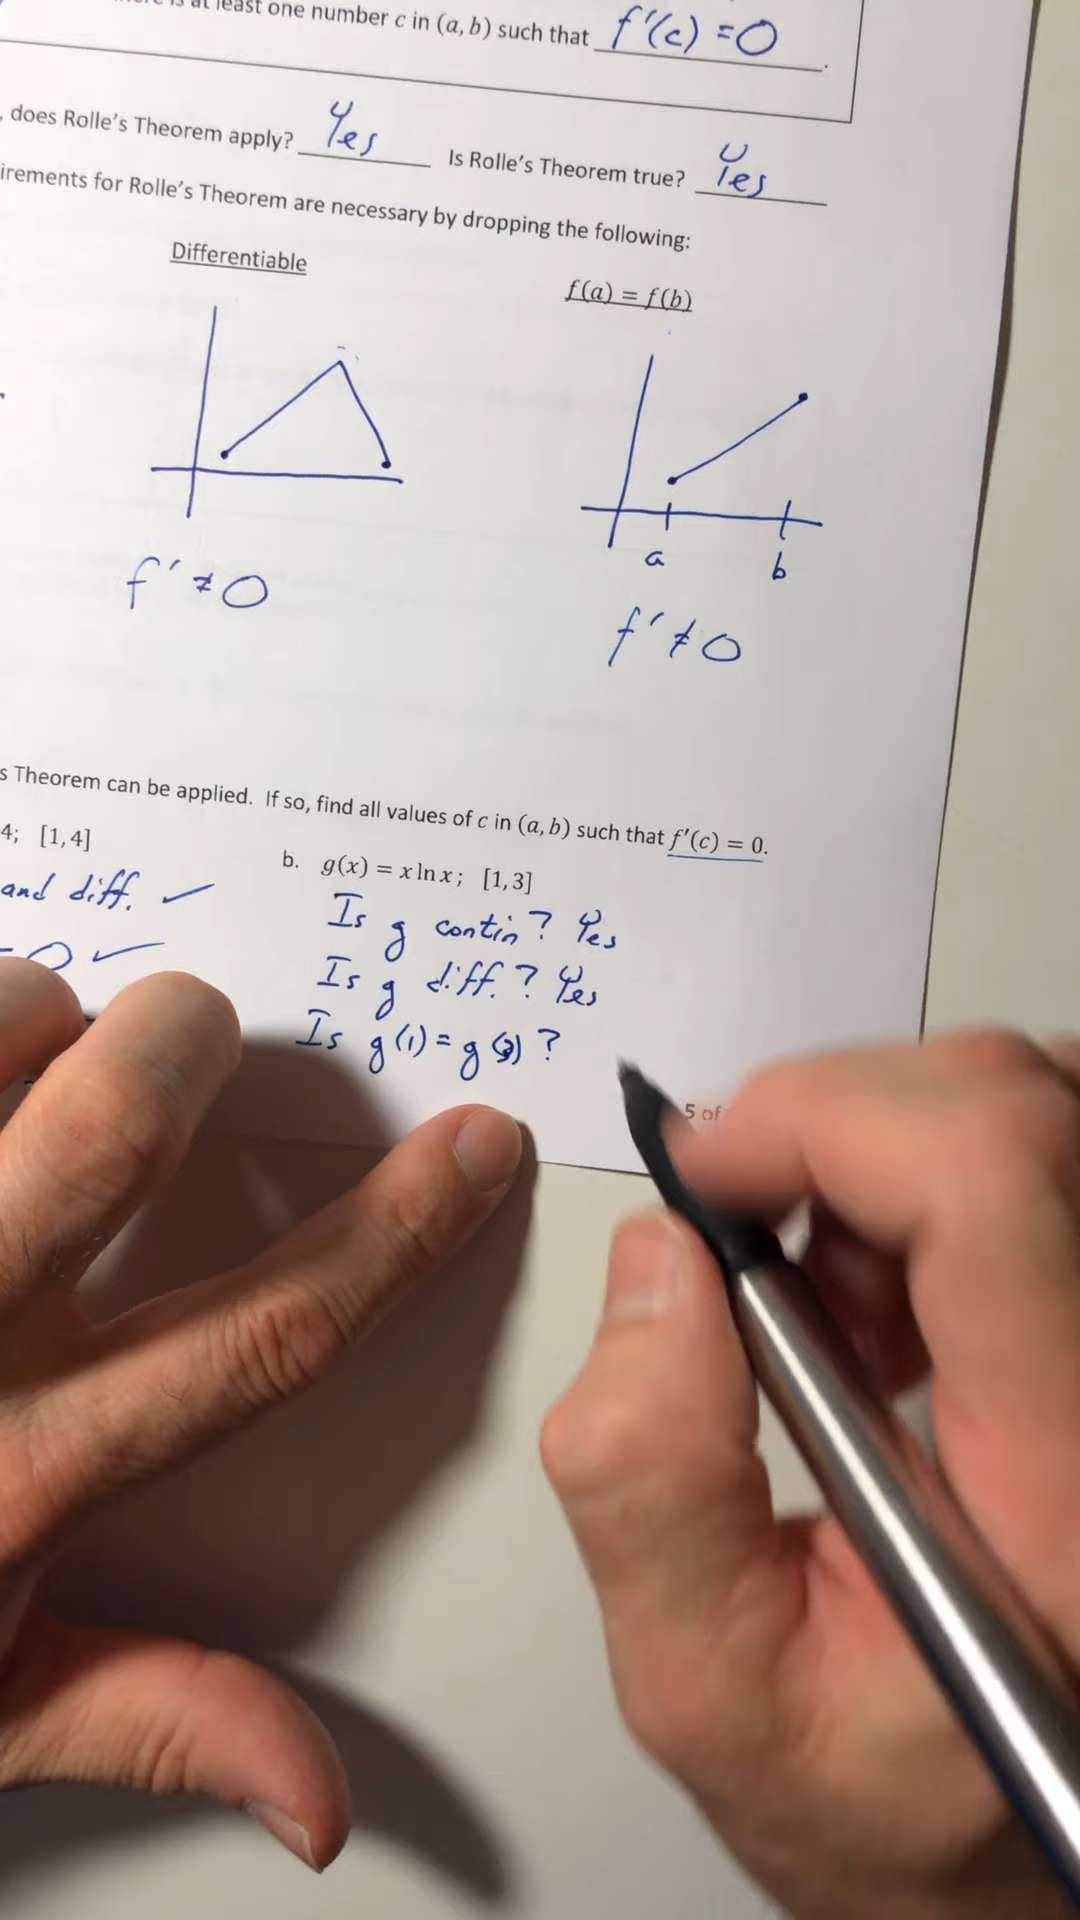 at least one number c in (a, b) such that f'(c) = 0.
, does Rolle's Theorem apply? Yes Is Rolle's Theorem true? Yes
irements for Rolle's Theorem are necessary by dropping the following:
Differentiable
f(a) = f(b)
a b
f' ≠ 0
f' ≠ 0
s Theorem can be applied. If so, find all values of c in (a, b) such that f'(c) = 0.
4; [1, 4]
b. g(x) = x ln x; [1, 3]
and diff. ✓
Is g contin? Yes
0 ✓
Is g diff.? Yes
Is g(1) = g(3)?
5 of